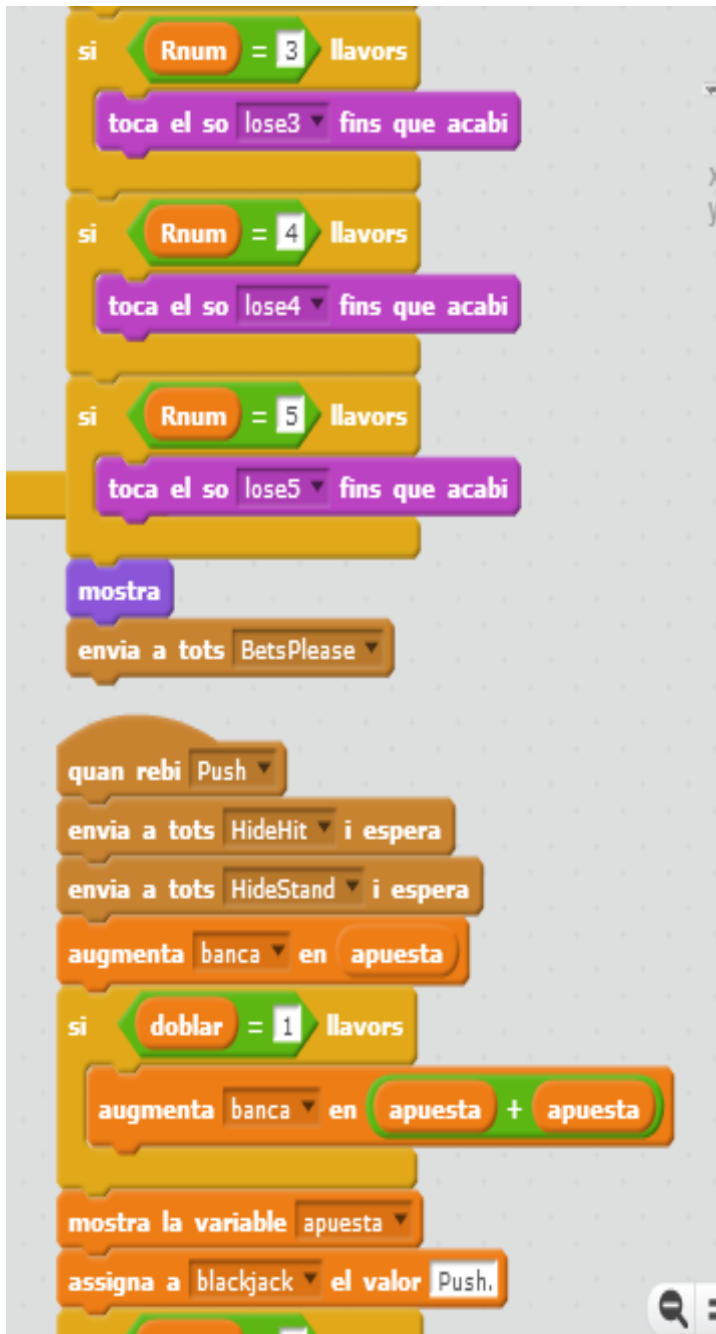 si Rnum = 3 llavors
toca el so lose3 fins que acabi
si Rnum = 4 llavors
toca el so lose4 fins que acabi
si Rnum = 5 llavors
toca el so lose5 fins que acabi
mostra
envia a tots BetsPlease
quan rebi Push
envia a tots HideHit i espera
envia a tots HideStand i espera
augmenta banca en apuesta
si doblar = 1 llavors
augmenta banca en apuesta + apuesta
mostra la variable apuesta
assigna a blackjack el valor Push.